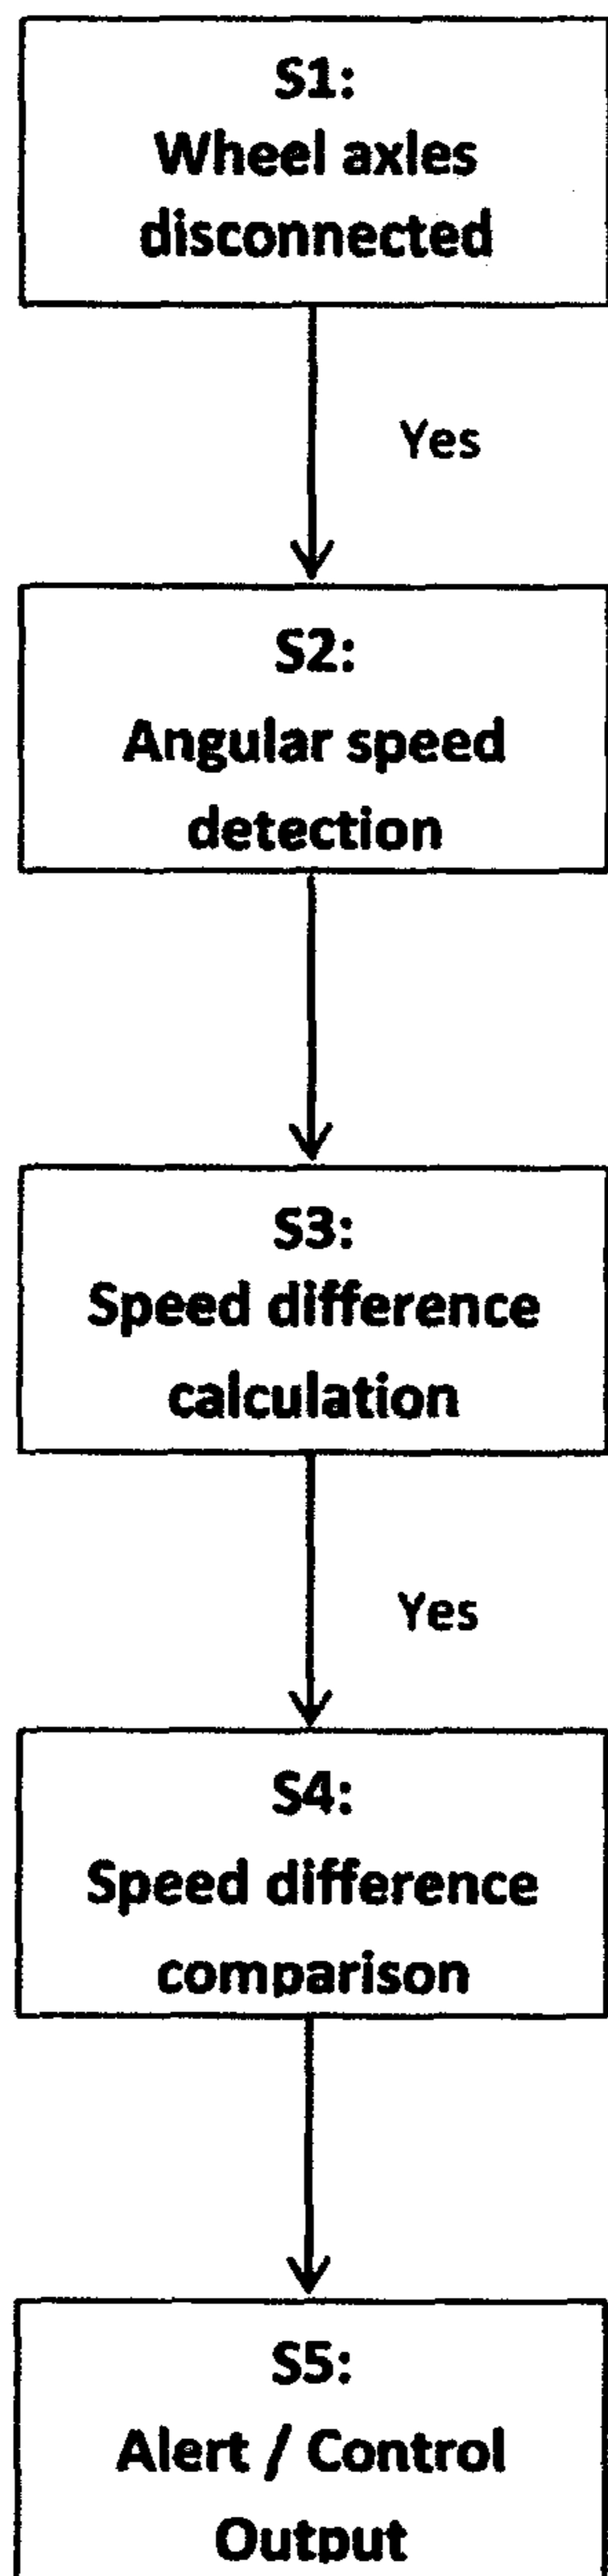 S1:
Wheel axles
disconnected
Yes
S2:
Angular speed
detection
S3:
Speed difference
calculation
Yes
S4:
Speed difference
comparison
S5:
Alert / Control
Output